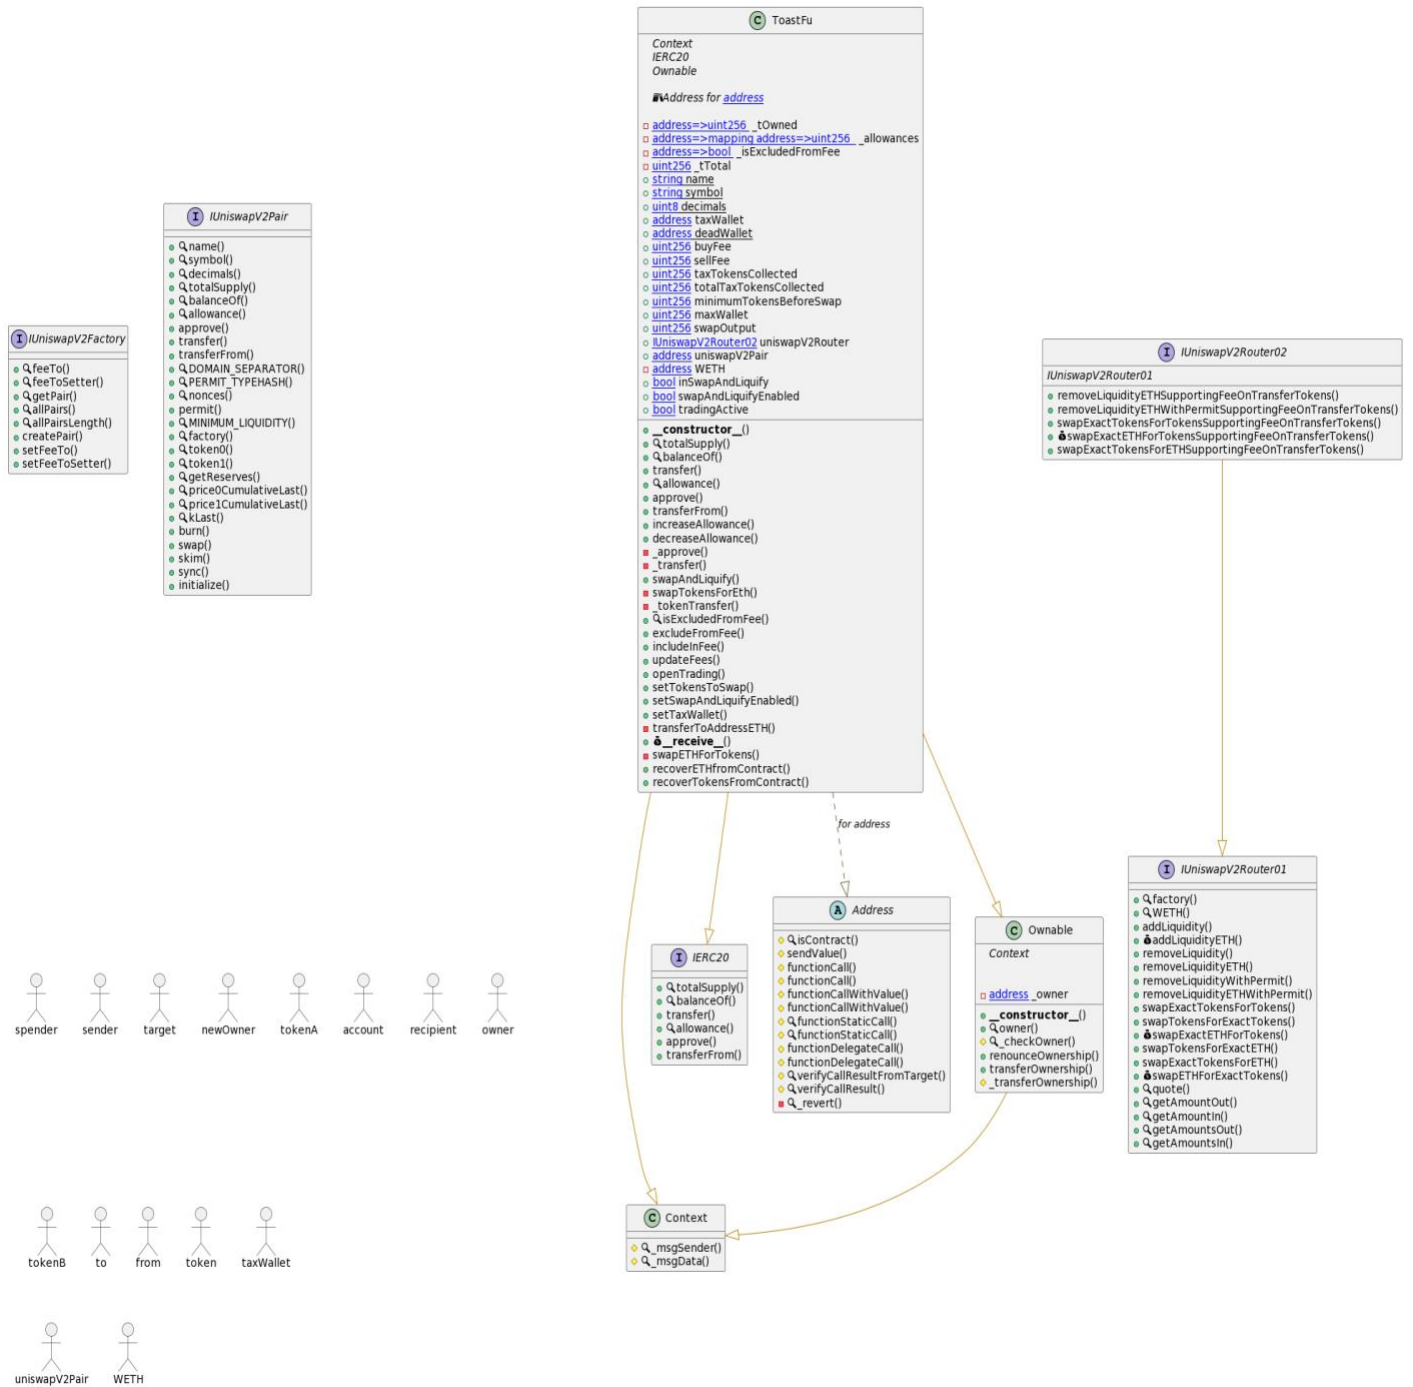 C ToastFu
Context
IERC20
Ownable
Address for address
address=>uint256 _tOwned
address=>mapping address=>uint256 _allowances
address=>bool _isExcludedFromFee
uint256 _tTotal
string name
string symbol
uint8 decimals
address taxWallet
address deadWallet
uint256 buyFee
uint256 sellFee
uint256 taxTokensCollected
uint256 totalTaxTokensCollected
uint256 minimumTokensBeforeSwap
uint256 maxWallet
uint256 swapOutput
IUniswapV2Router02 uniswapV2Router
address uniswapV2Pair
address WETH
bool inSwapAndLiquify
bool swapAndLiquifyEnabled
bool tradingActive
__constructor__()
totalSupply()
balanceOf()
transfer()
allowance()
approve()
transferFrom()
increaseAllowance()
decreaseAllowance()
_approve()
_transfer()
swapAndLiquify()
swapTokensForEth()
_tokenTransfer()
isExcludedFromFee()
excludeFromFee()
includeInFee()
updateFees()
openTrading()
setTokensToSwap()
setSwapAndLiquifyEnabled()
setTaxWallet()
transferToAddressETH()
__receive__()
swapETHForTokens()
recoverETHfromContract()
recoverTokensFromContract()
I IUniswapV2Pair
name()
symbol()
decimals()
totalSupply()
balanceOf()
allowance()
approve()
transfer()
transferFrom()
DOMAIN_SEPARATOR()
PERMIT_TYPEHASH()
nonces()
permit()
MINIMUM_LIQUIDITY()
factory()
token0()
token1()
getReserves()
price0CumulativeLast()
price1CumulativeLast()
kLast()
burn()
swap()
skim()
sync()
initialize()
I IUniswapV2Factory
feeTo()
feeToSetter()
getPair()
allPairs()
allPairsLength()
createPair()
setFeeTo()
setFeeToSetter()
I IUniswapV2Router02
IUniswapV2Router01
removeLiquidityETHSupportingFeeOnTransferTokens()
removeLiquidityETHWithPermitSupportingFeeOnTransferTokens()
swapExactTokensForTokensSupportingFeeOnTransferTokens()
swapExactETHForTokensSupportingFeeOnTransferTokens()
swapExactTokensForETHSupportingFeeOnTransferTokens()
for address
I IERC20
totalSupply()
balanceOf()
transfer()
allowance()
approve()
transferFrom()
A Address
isContract()
sendValue()
functionCall()
functionCall()
functionCallWithValue()
functionCallWithValue()
functionStaticCall()
functionStaticCall()
functionDelegateCall()
functionDelegateCall()
verifyCallResultFromTarget()
verifyCallResult()
_revert()
C Ownable
Context
address _owner
__constructor__()
owner()
_checkOwner()
renounceOwnership()
transferOwnership()
_transferOwnership()
I IUniswapV2Router01
factory()
WETH()
addLiquidity()
addLiquidityETH()
removeLiquidity()
removeLiquidityETH()
removeLiquidityWithPermit()
removeLiquidityETHWithPermit()
swapExactTokensForTokens()
swapTokensForExactTokens()
swapExactETHForTokens()
swapTokensForExactETH()
swapExactTokensForETH()
swapETHForExactTokens()
quote()
getAmountOut()
getAmountIn()
getAmountsOut()
getAmountsIn()
spender sender target newOwner tokenA account recipient owner
C Context
_msgSender()
_msgData()
tokenB to from token taxWallet
uniswapV2Pair WETH